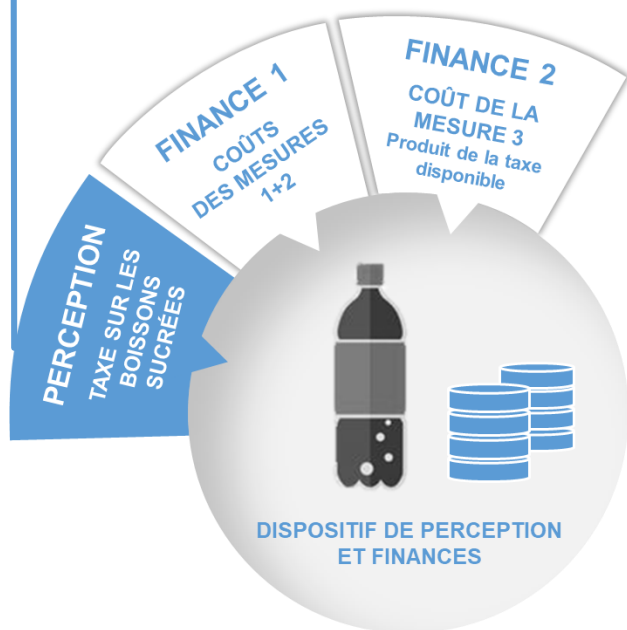 PERCEPTION
TAXE SUR LES
BOISSONS
SUCRÉES
FINANCE 1
COÛTS
DES MESURES
1+2
FINANCE 2
COÛT DE LA
MESURE 3
Produit de la taxe
disponible
DISPOSITIF DE PERCEPTION
ET FINANCES